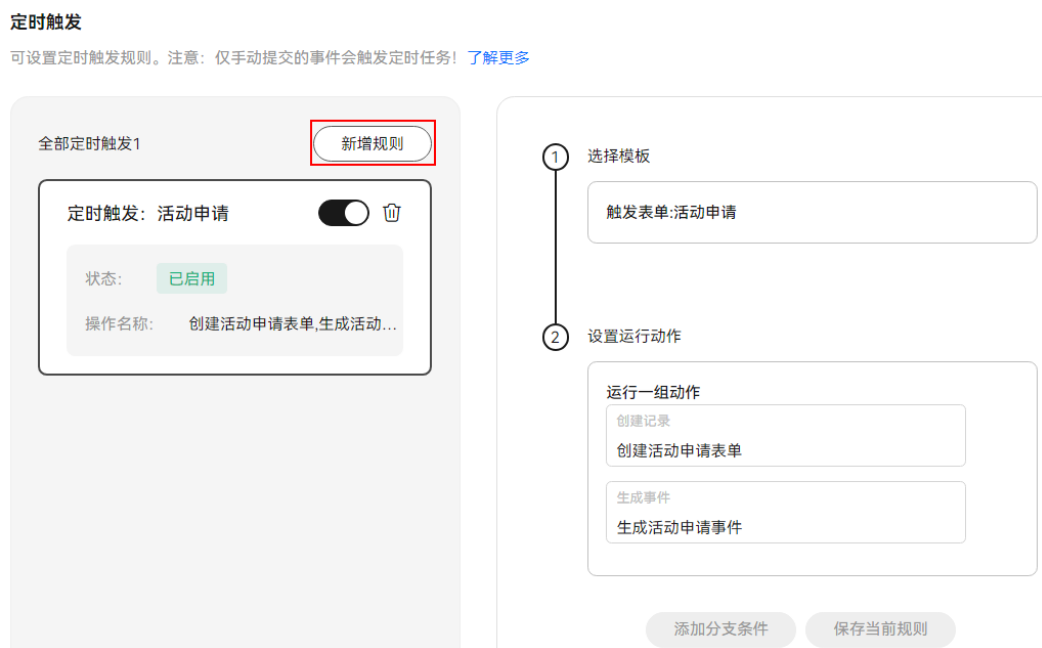 定时触发
可设置定时触发规则。注意：仅手动提交的事件会触发定时任务！了解更多
全部定时触发1
新增规则
定时触发：活动申请
状态：
已启用
操作名称：
创建活动申请表单,生成活动...
1
选择模板
触发表单:活动申请
2
设置运行动作
运行一组动作
创建记录
创建活动申请表单
生成事件
生成活动申请事件
添加分支条件
保存当前规则